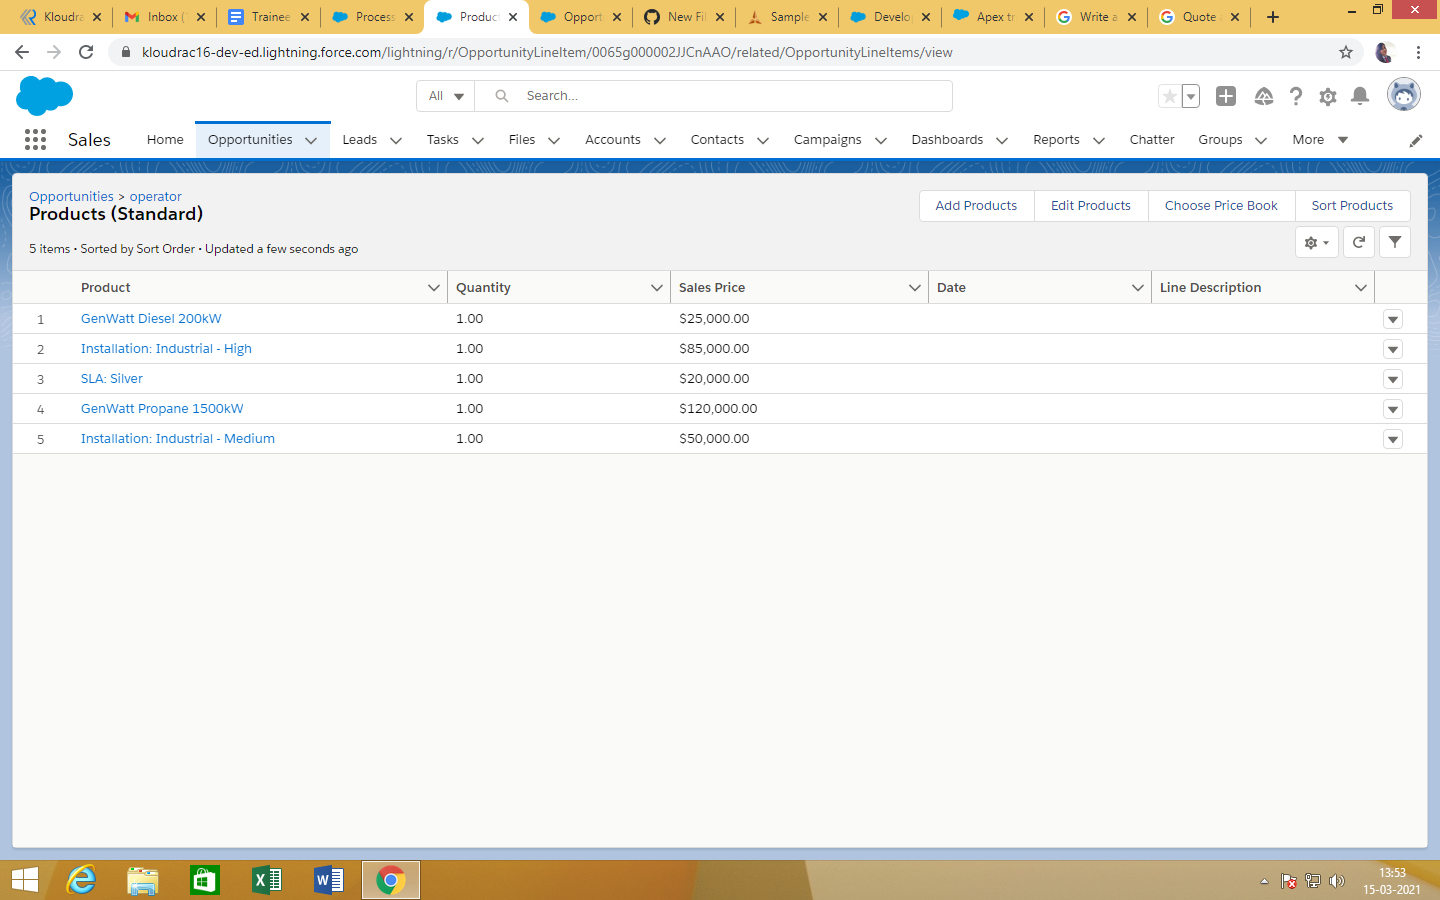 Kloudra Inbox ( Trainee Process Product Opport New Fil Sample Develop Apex tr Write a Quote
kloudrac16-dev-ed.lightning.force.com/lightning/r/OpportunityLineItem/0065g000002JJCnAAO/related/OpportunityLineItems/view
All Search...
Sales Home Opportunities Leads Tasks Files Accounts Contacts Campaigns Dashboards Reports Chatter Groups More
Opportunities > operator
Products (Standard)
Add Products Edit Products Choose Price Book Sort Products
5 items • Sorted by Sort Order • Updated a few seconds ago
Product Quantity Sales Price Date Line Description
1 GenWatt Diesel 200kW 1.00 $25,000.00
2 Installation: Industrial - High 1.00 $85,000.00
3 SLA: Silver 1.00 $20,000.00
4 GenWatt Propane 1500kW 1.00 $120,000.00
5 Installation: Industrial - Medium 1.00 $50,000.00
13:53
15-03-2021